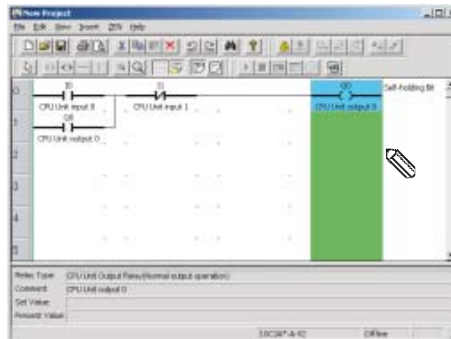 New Project
File Edit View Insert ZEN Help
0 I0 I1 Q0 Self-holding Bit
CPU Unit input 0 CPU Unit input 1 CPU Unit output 0
1 Q0
CPU Unit output 0
2
3
4
5
Relay Type CPU Unit Output Relay(Normal output operation)
Comment CPU Unit output 0
Set Value
Present Value
Offline